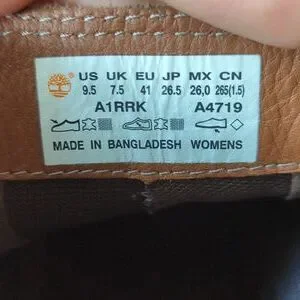 US UK EU JP MX CN
9.5 7.5 41 26.5 26,0 265(1.5)
A1RRK A4719
MADE IN BANGLADESH WOMENS